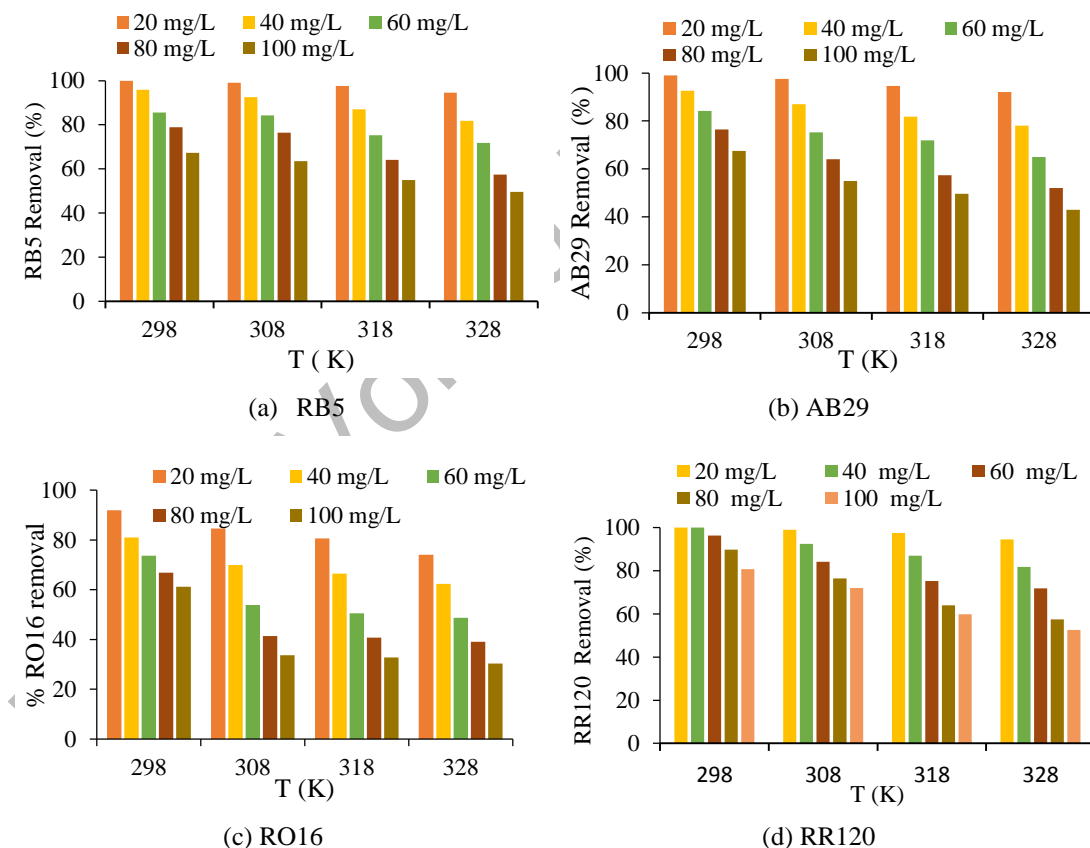 20 mg/L 40 mg/L 60 mg/L
80 mg/L 100 mg/L
RB5 Removal (%)
100
80
60
40
20
0
298 308 318 328
T ( K)
(a) RB5
20 mg/L 40 mg/L 60 mg/L
80 mg/L 100 mg/L
AB29 Removal (%)
100
80
60
40
20
0
298 308 318 328
T (K)
(b) AB29
20 mg/L 40 mg/L 60 mg/L
80 mg/L 100 mg/L
% RO16 removal
100
80
60
40
20
0
298 308 318 328
T (K)
(c) RO16
20 mg/L 40 mg/L 60 mg/L
80 mg/L 100 mg/L
RR120 Removal (%)
100
80
60
40
20
0
298 308 318 328
T (K)
(d) RR120